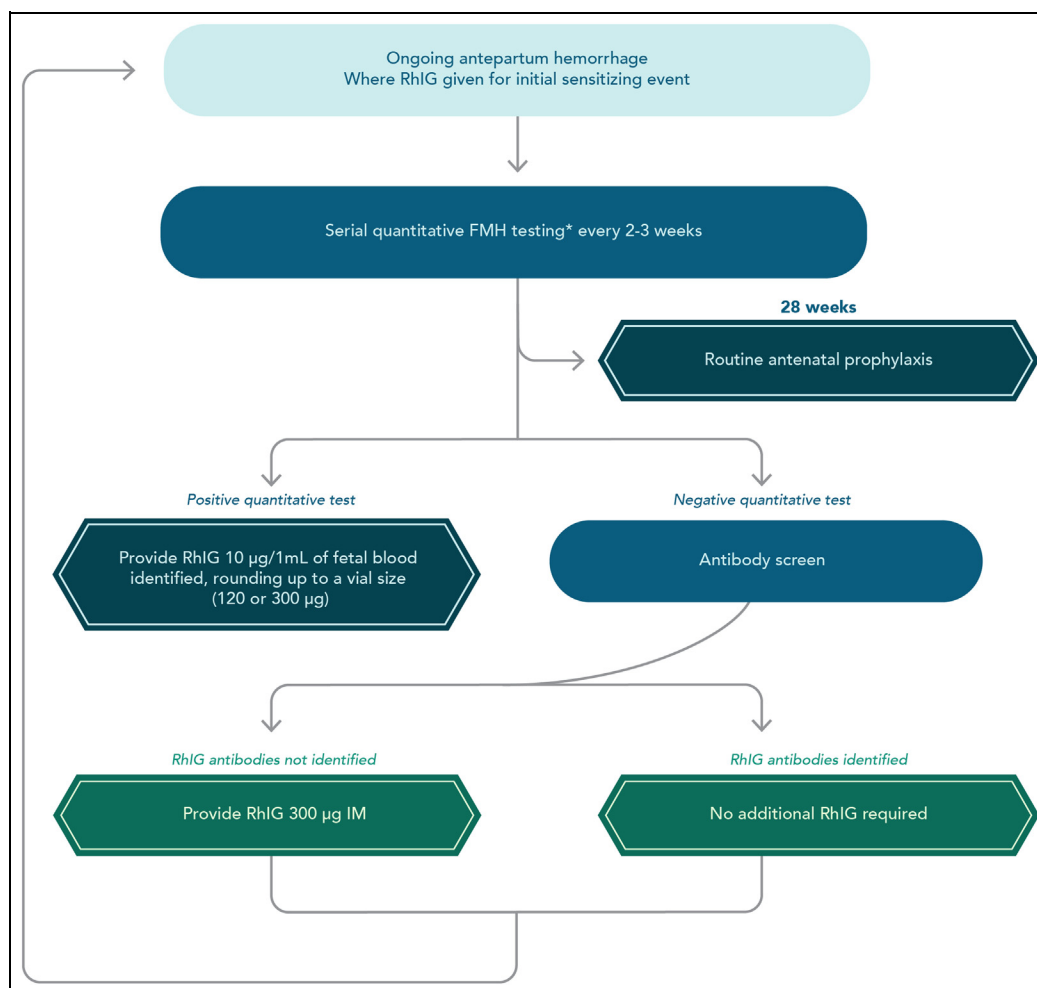 Ongoing antepartum hemorrhage
Where RhIG given for initial sensitizing event
Serial quantitative FMH testing* every 2-3 weeks
28 weeks
Routine antenatal prophylaxis
Positive quantitative test
Negative quantitative test
Provide RhIG 10 µg/1mL of fetal blood
identified, rounding up to a vial size
(120 or 300 µg)
Antibody screen
RhIG antibodies not identified
RhIG antibodies identified
Provide RhIG 300 µg IM
No additional RhIG required